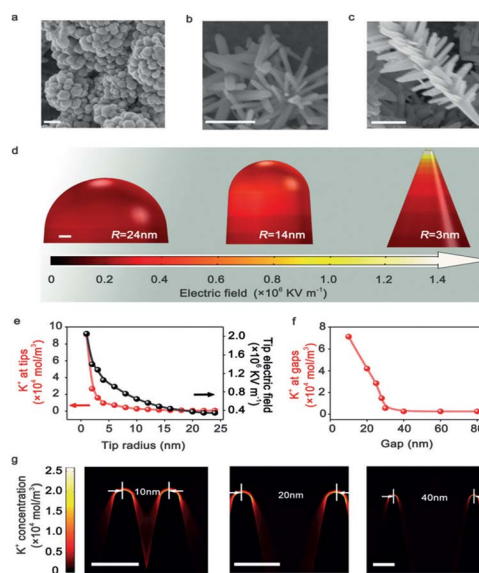 a
b
c
d
R=24nm
R=14nm
R=3nm
0
0.2
0.4
0.6
0.8
1.0
1.2
1.4
Electric field (×10⁶ KV m⁻¹)
e
K⁺ at tips
(×10⁴ mol/m³)
10
8
6
4
2
0
0 5 10 15 20 25
Tip radius (nm)
2.0
1.6
1.2
0.8
0.4
Tip electric field
(×10⁶ KV m⁻¹)
f
K⁺ at gaps
(×10⁴ mol/m³)
8
6
4
2
0
0 20 40 60 80
Gap (nm)
g
K⁺ concentration
(×10⁴ mol/m³)
2.5
2.0
1.5
1.0
0.5
0
10nm
20nm
40nm